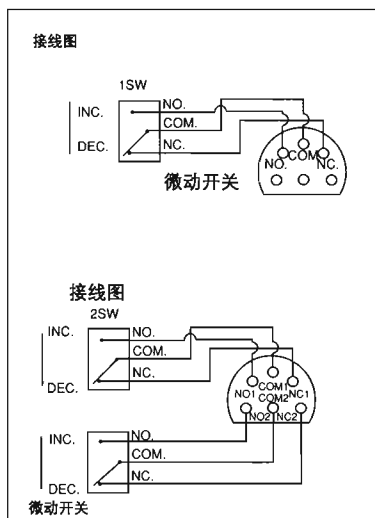 接线图
1SW
INC.
NO.
COM.
DEC.
NC.
NO.
COM
NC.
微动开关
接线图
2SW
INC.
NO.
COM.
NC.
DEC.
COM1
NO1
NC1
COM2
NO2
NC2
INC.
NO.
COM.
NC.
DEC.
微动开关